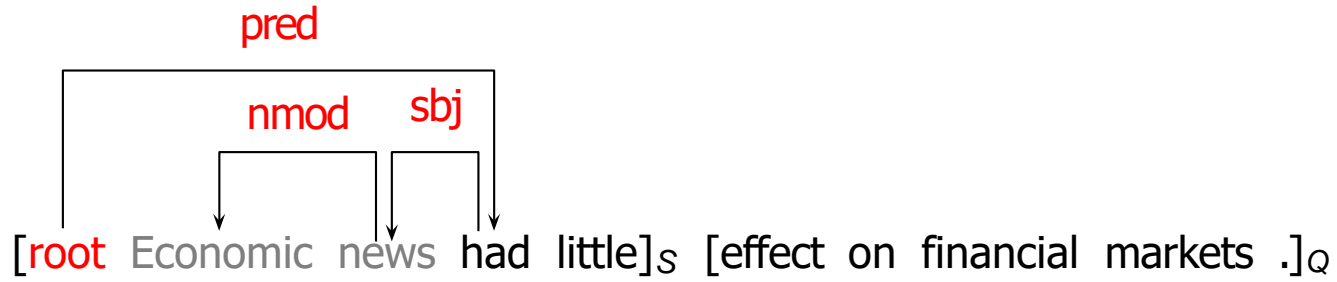 pred
nmod sbj
[root Economic news had little]S [effect on financial markets .]Q